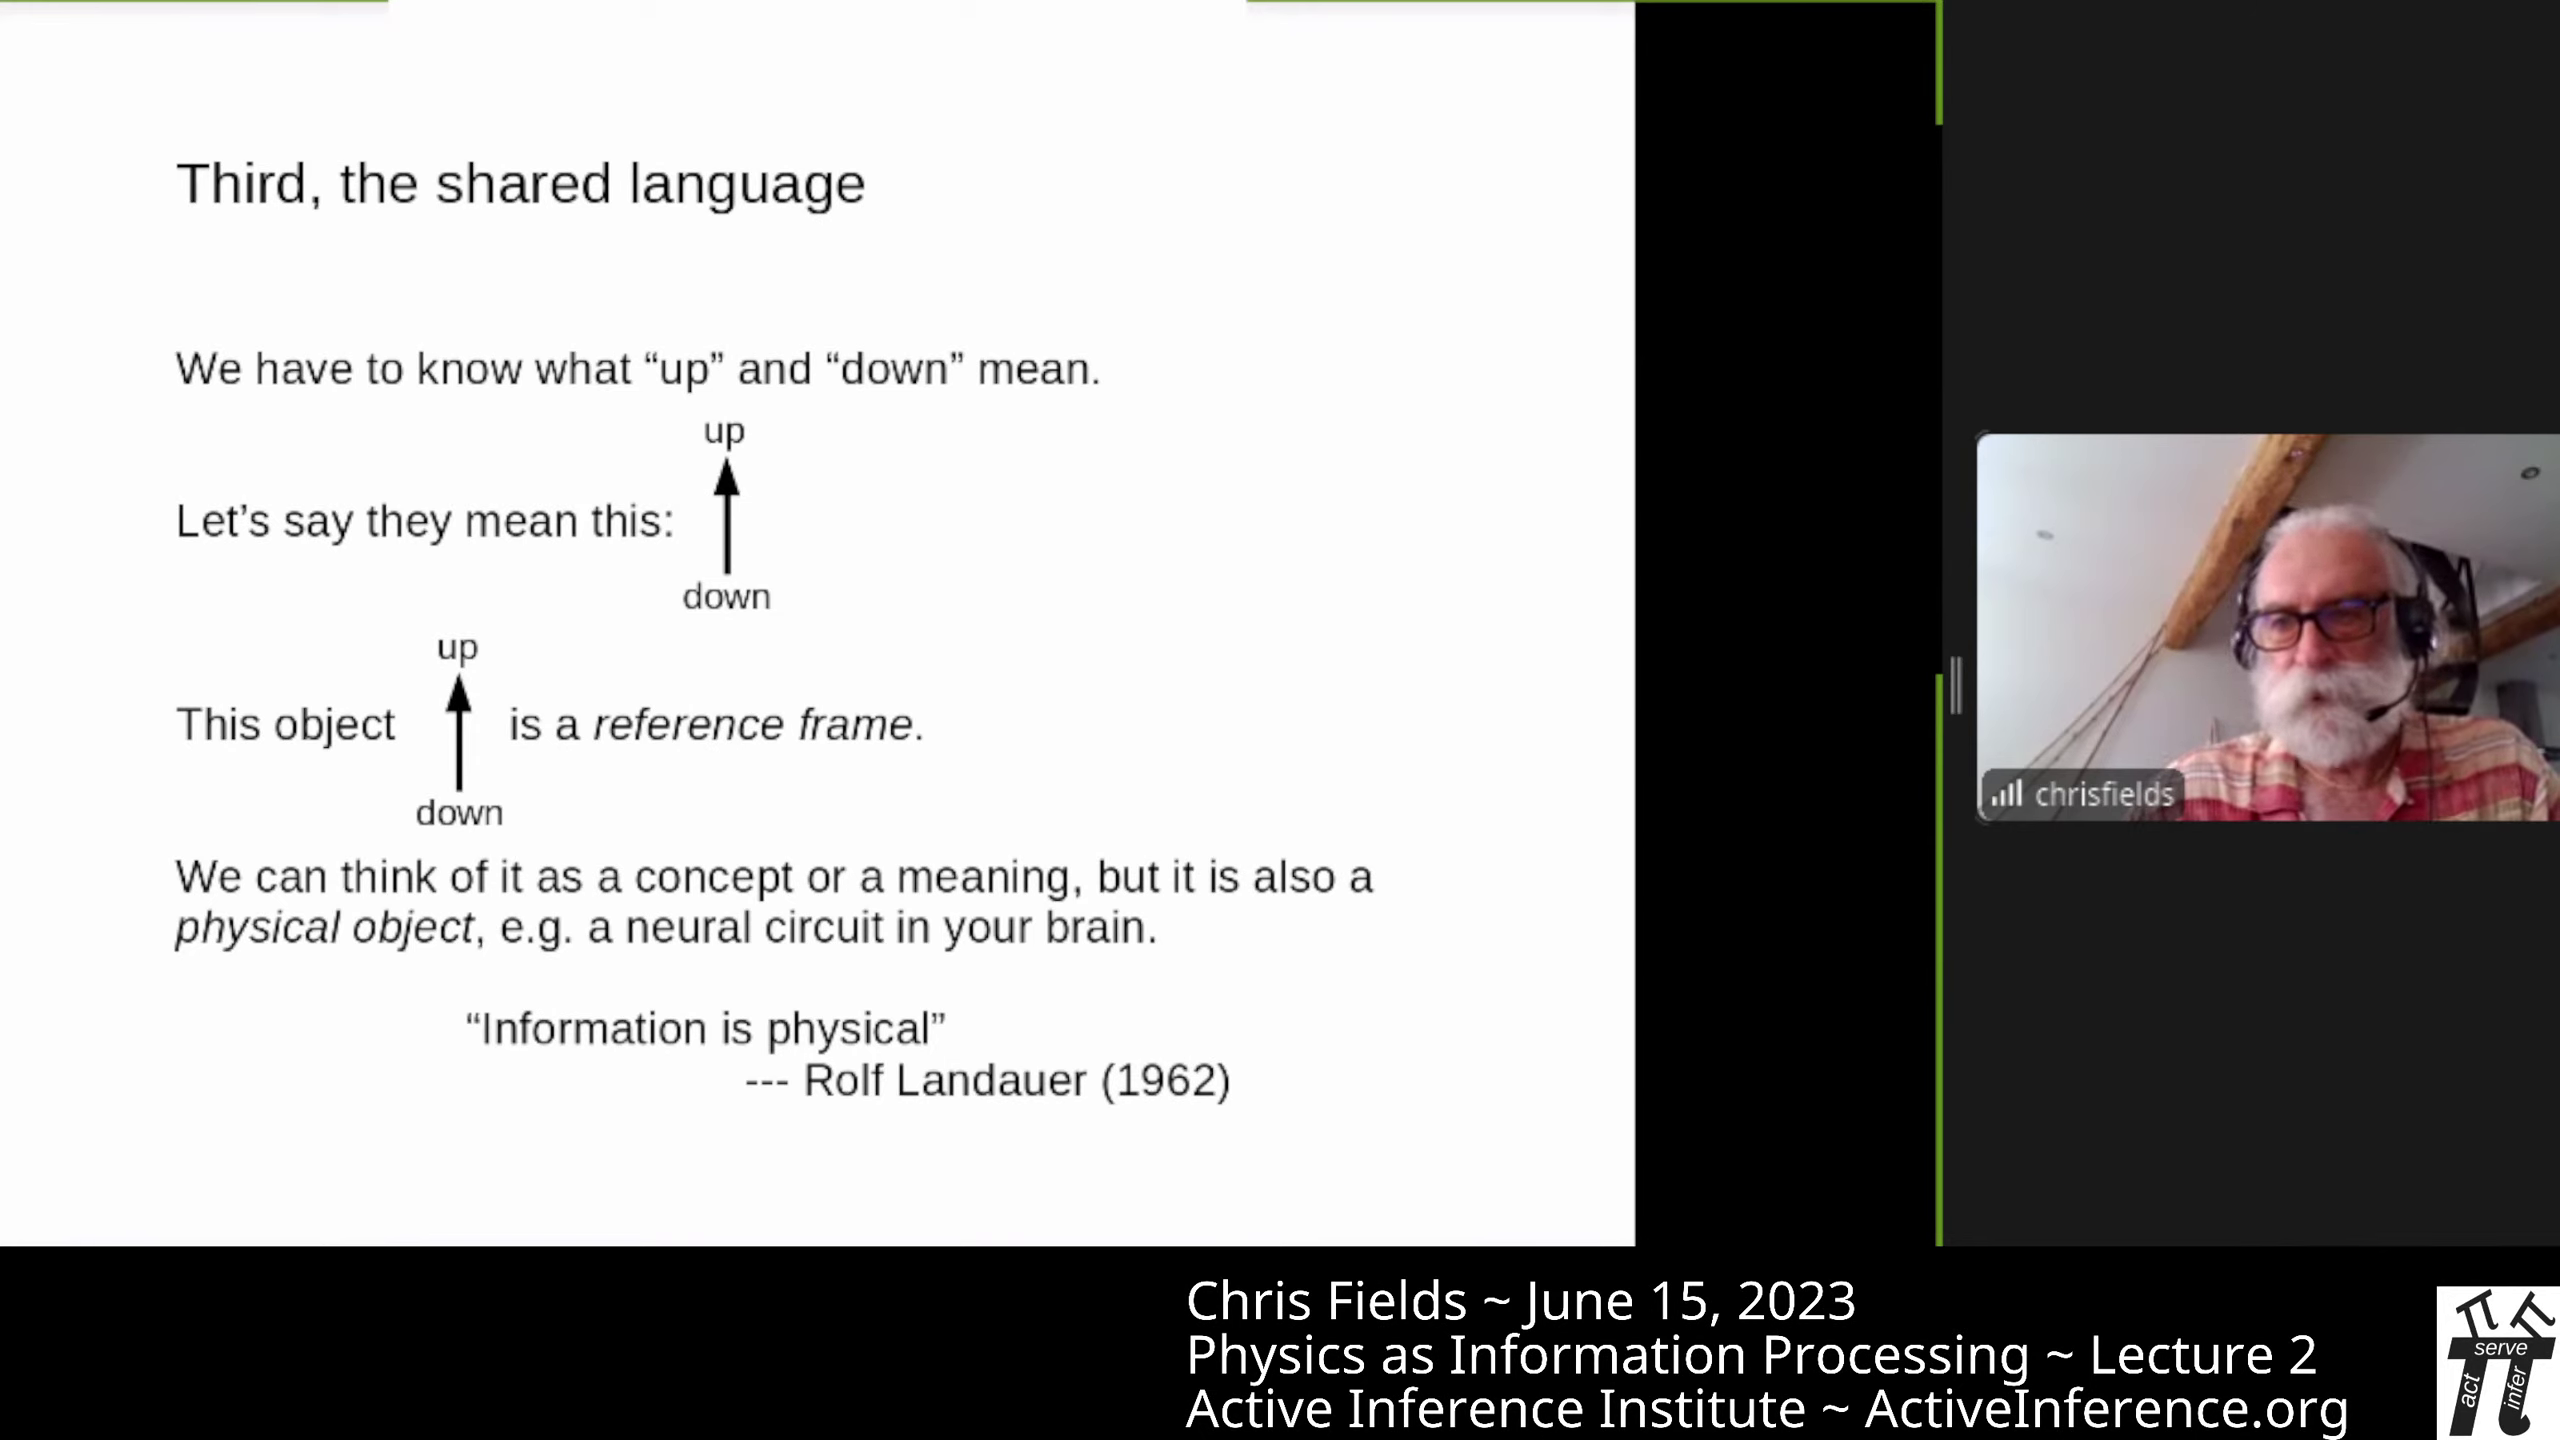 Third, the shared language
We have to know what “up” and “down” mean.
up
Let’s say they mean this:
down
up
This object is a reference frame.
down
We can think of it as a concept or a meaning, but it is also a
physical object, e.g. a neural circuit in your brain.
“Information is physical”
--- Rolf Landauer (1962)
chrisfields
Chris Fields ~ June 15, 2023
Physics as Information Processing ~ Lecture 2
Active Inference Institute ~ ActiveInference.org
serve
act
infer